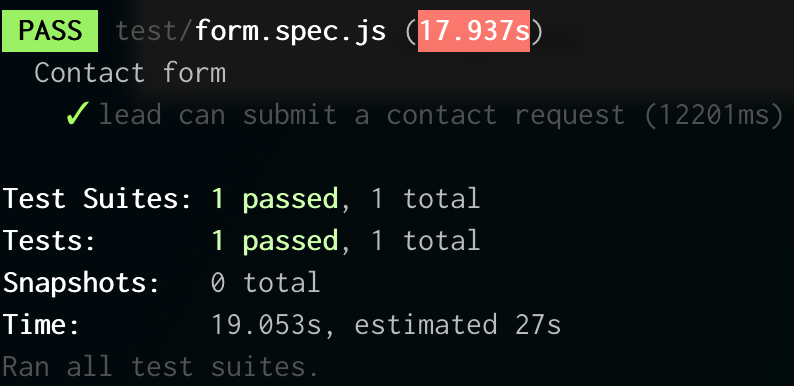 PASS test/form.spec.js (17.937s)
Contact form
✓ lead can submit a contact request (12201ms)
Test Suites: 1 passed, 1 total
Tests: 1 passed, 1 total
Snapshots: 0 total
Time: 19.053s, estimated 27s
Ran all test suites.